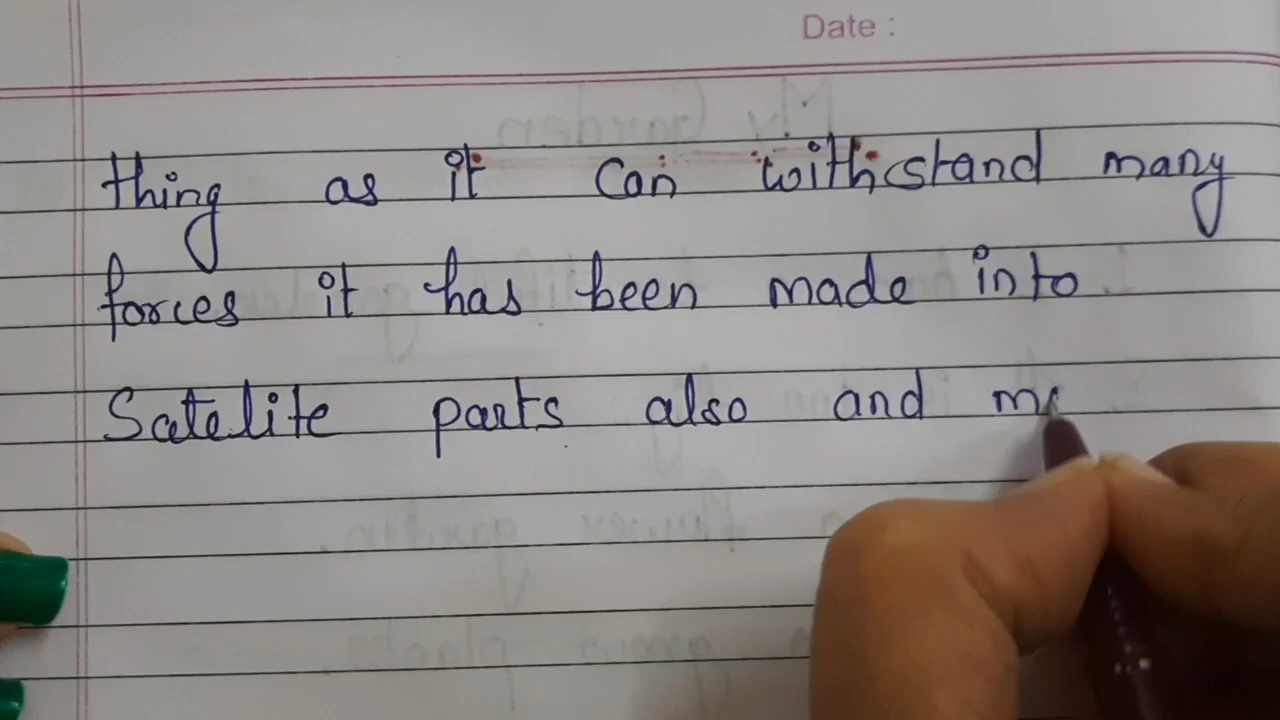 Date :
thing as it can withstand many
forces it has been made into
Satelite parts also and